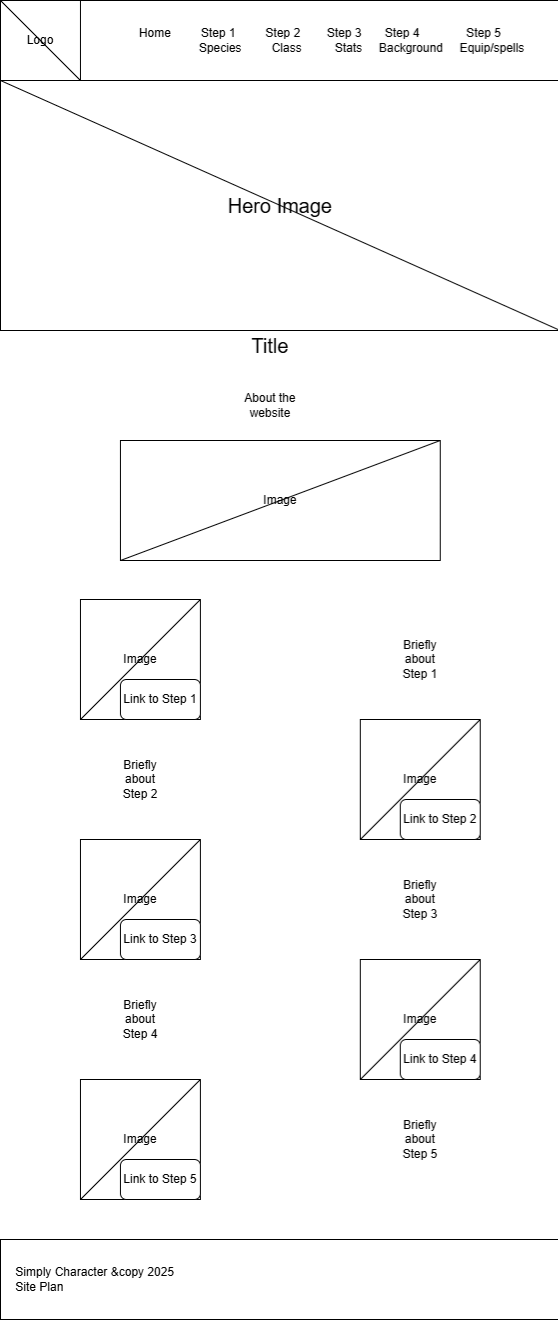 Logo
Home
Step 1
Species
Step 2
Class
Step 3
Stats
Step 4
Background
Step 5
Equip/spells
Hero Image
Title
About the
website
Image
Image
Link to Step 1
Briefly
about
Step 1
Briefly
about
Step 2
Image
Link to Step 2
Image
Link to Step 3
Briefly
about
Step 3
Briefly
about
Step 4
Image
Link to Step 4
Image
Link to Step 5
Briefly
about
Step 5
Simply Character &copy 2025
Site Plan